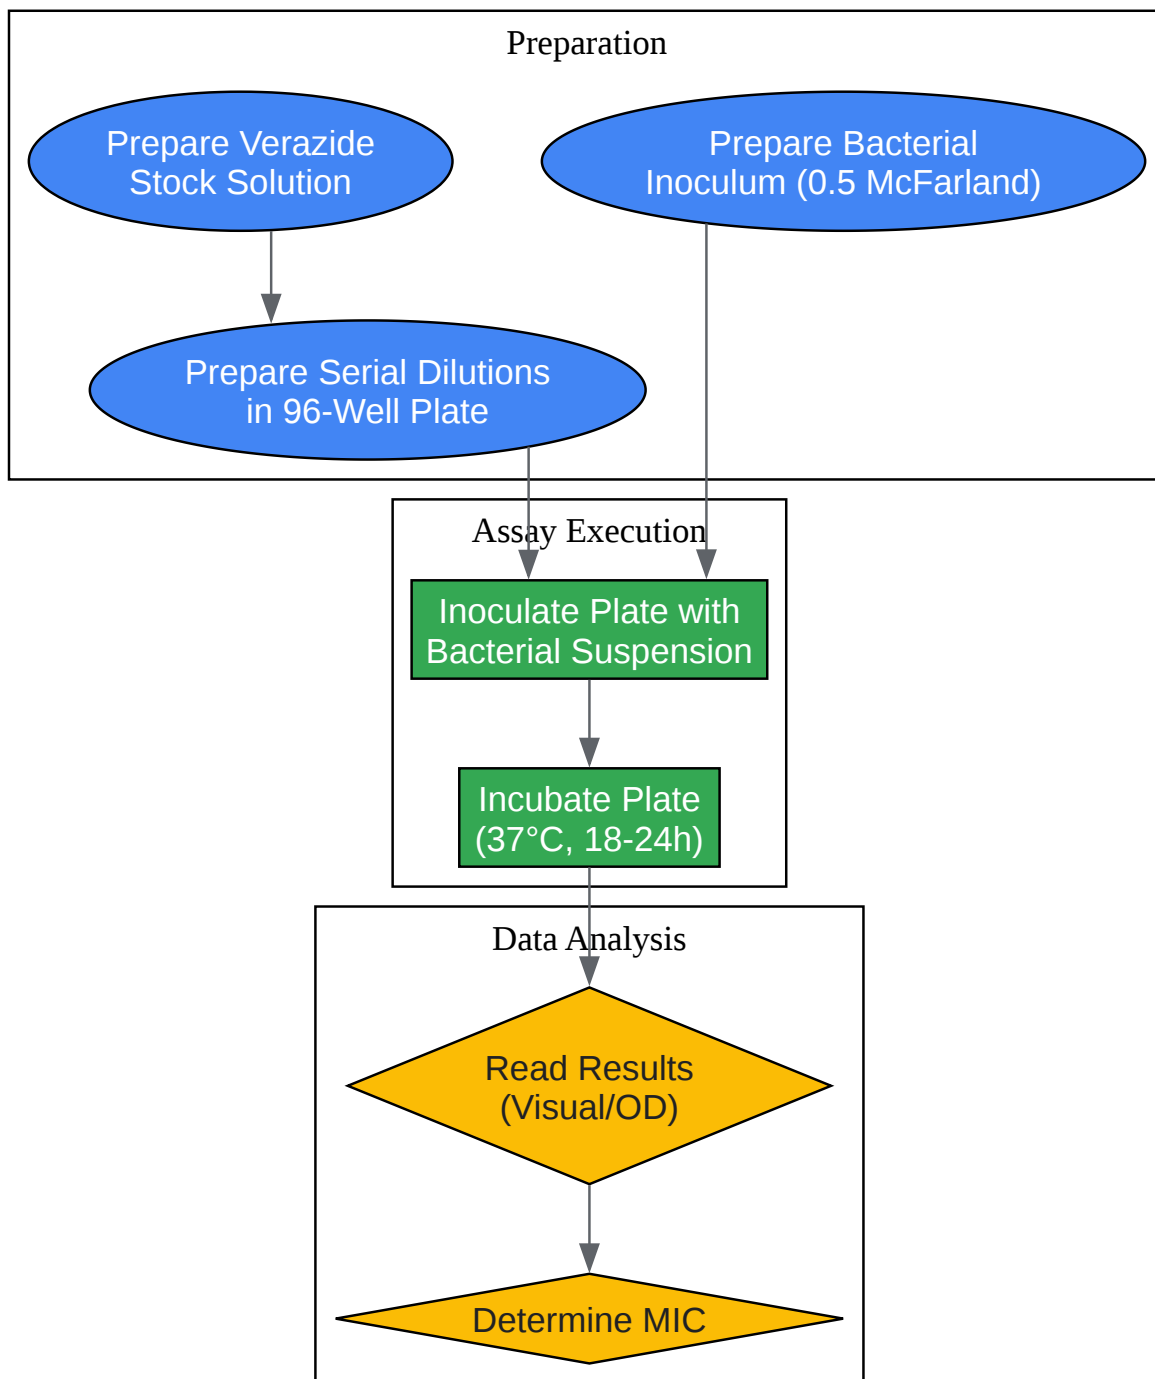 Preparation
Prepare Verazide
Stock Solution
Prepare Bacterial
Inoculum (0.5 McFarland)
Prepare Serial Dilutions
in 96-Well Plate
Assay Execution
Inoculate Plate with
Bacterial Suspension
Incubate Plate
(37°C, 18-24h)
Data Analysis
Read Results
(Visual/OD)
Determine MIC